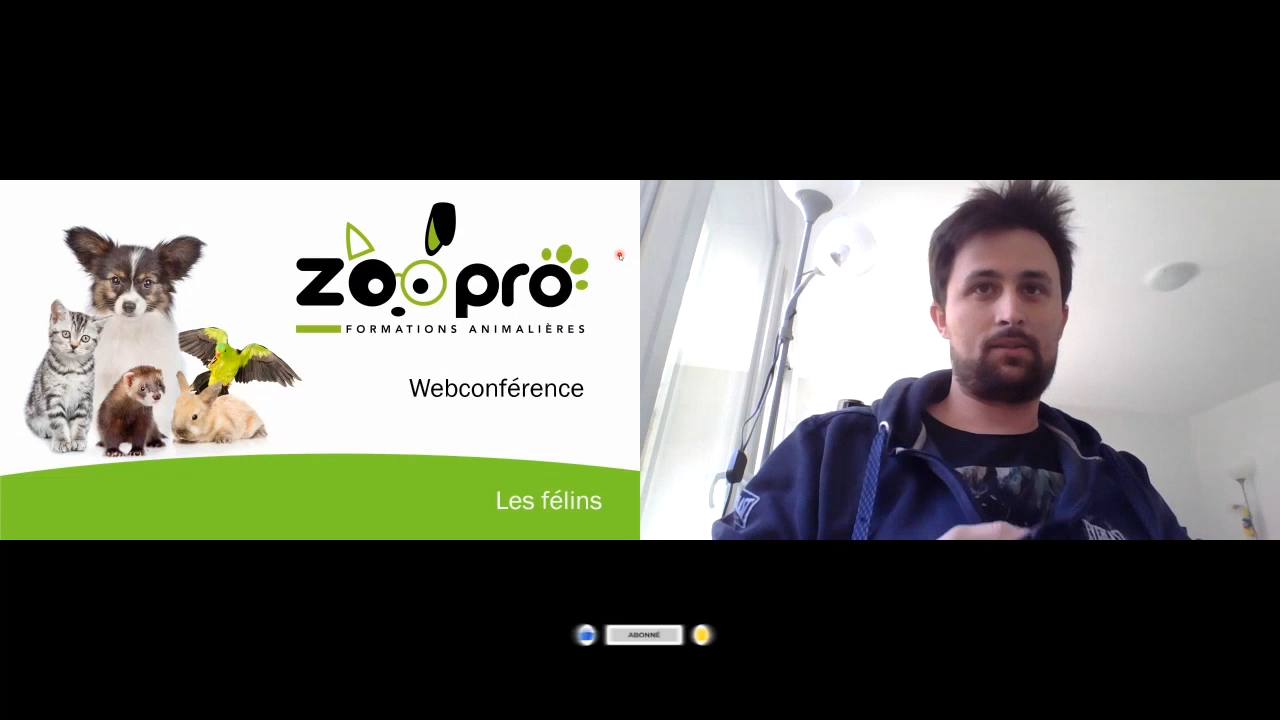 zoopro
FORMATIONS ANIMALIÈRES
Webconférence
Les félins
ABONNÉ